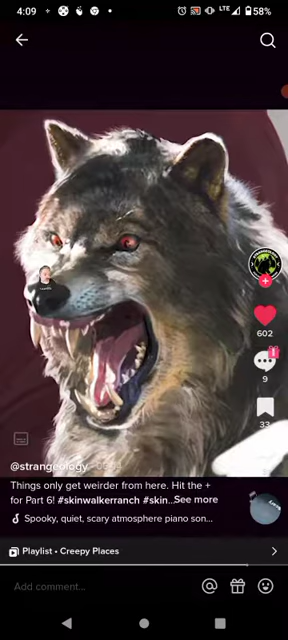 4:09
LTE 58%
602
9
33
@strangeology
Things only get weirder from here. Hit the +
for Part 6! #skinwalkerranch #skin...See more
Spooky, quiet, scary atmosphere piano son...
Playlist • Creepy Places
Add comment...